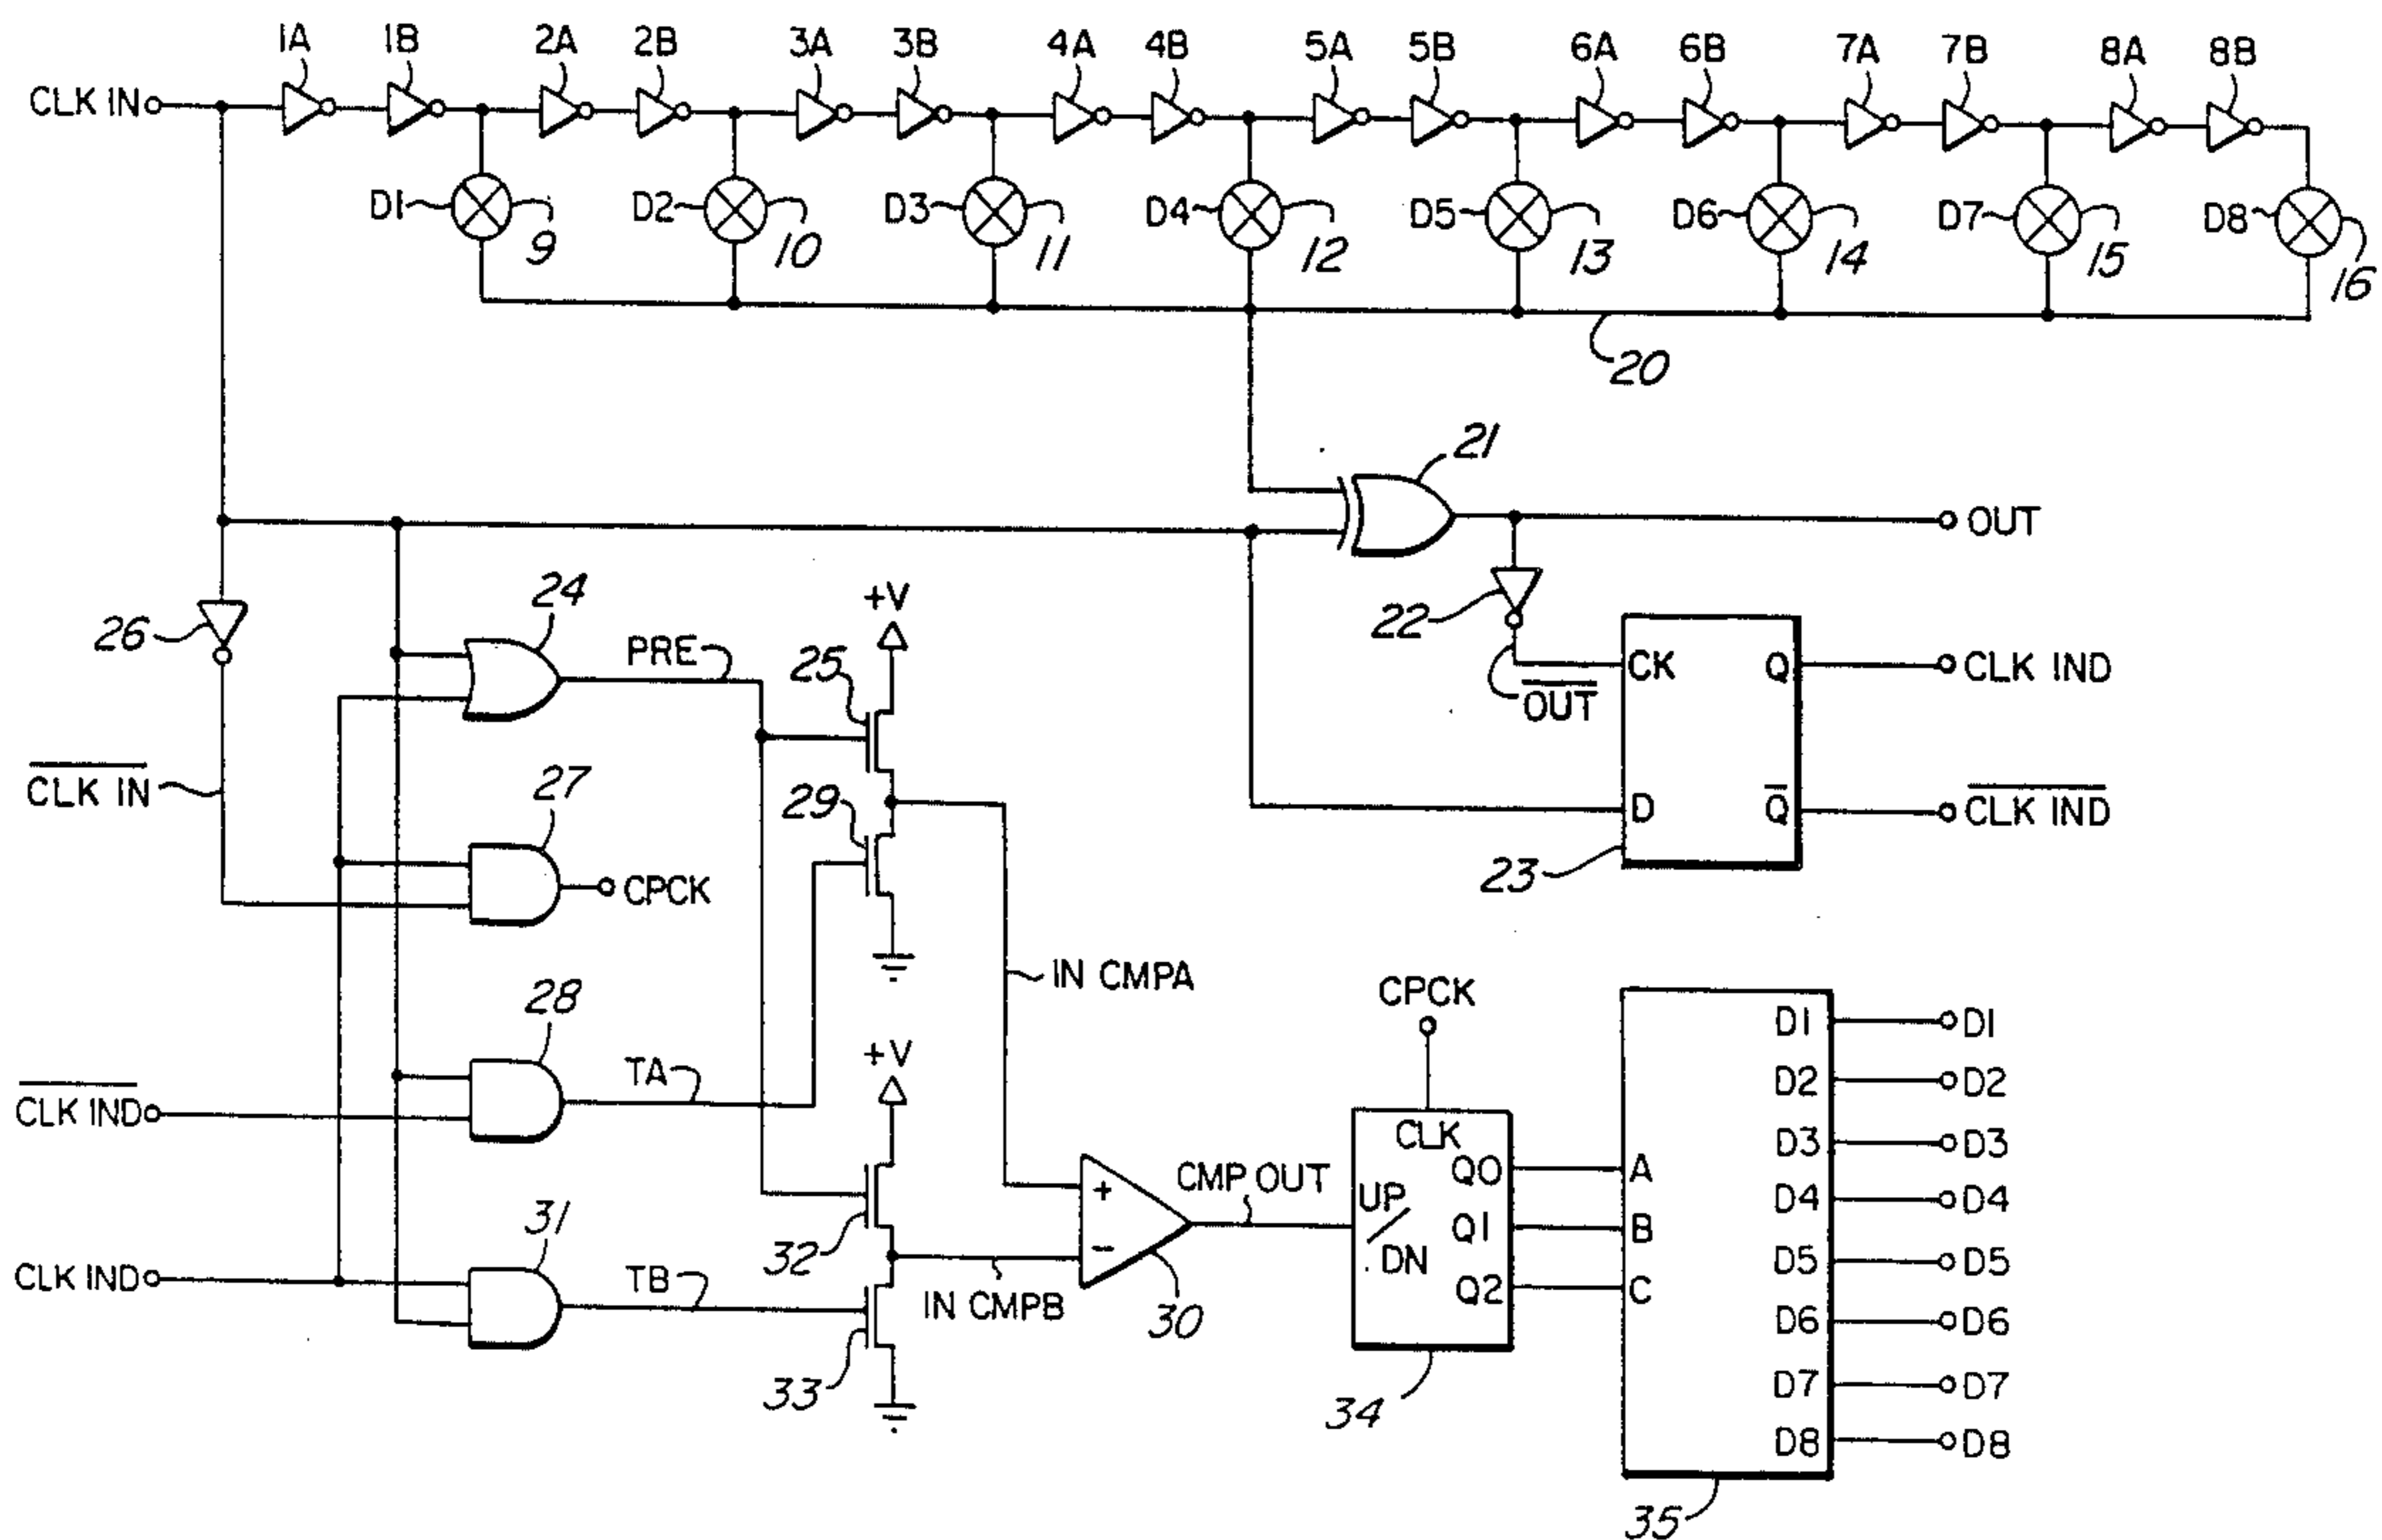 1A 1B 2A 2B 3A 3B 4A 4B 5A 5B 6A 6B 7A 7B 8A 8B
CLK IN
D1 9 D2 10 D3 11 D4 12 D5 13 D6 14 D7 15 D8 16
20
21
OUT
22
OUT
CK Q CLK IND
D Q CLK IND
23
26
24
PRE
+V
25
CLK IN
27
CPCK
29
IN CMPA
28
CLK IND
TA
+V
32
31
CLK IND
TB
33
IN CMPB
+
−
30
CMP OUT
CPCK
CLK
UP/DN
Q0
Q1
Q2
34
A
B
C
D1 D1
D2 D2
D3 D3
D4 D4
D5 D5
D6 D6
D7 D7
D8 D8
35